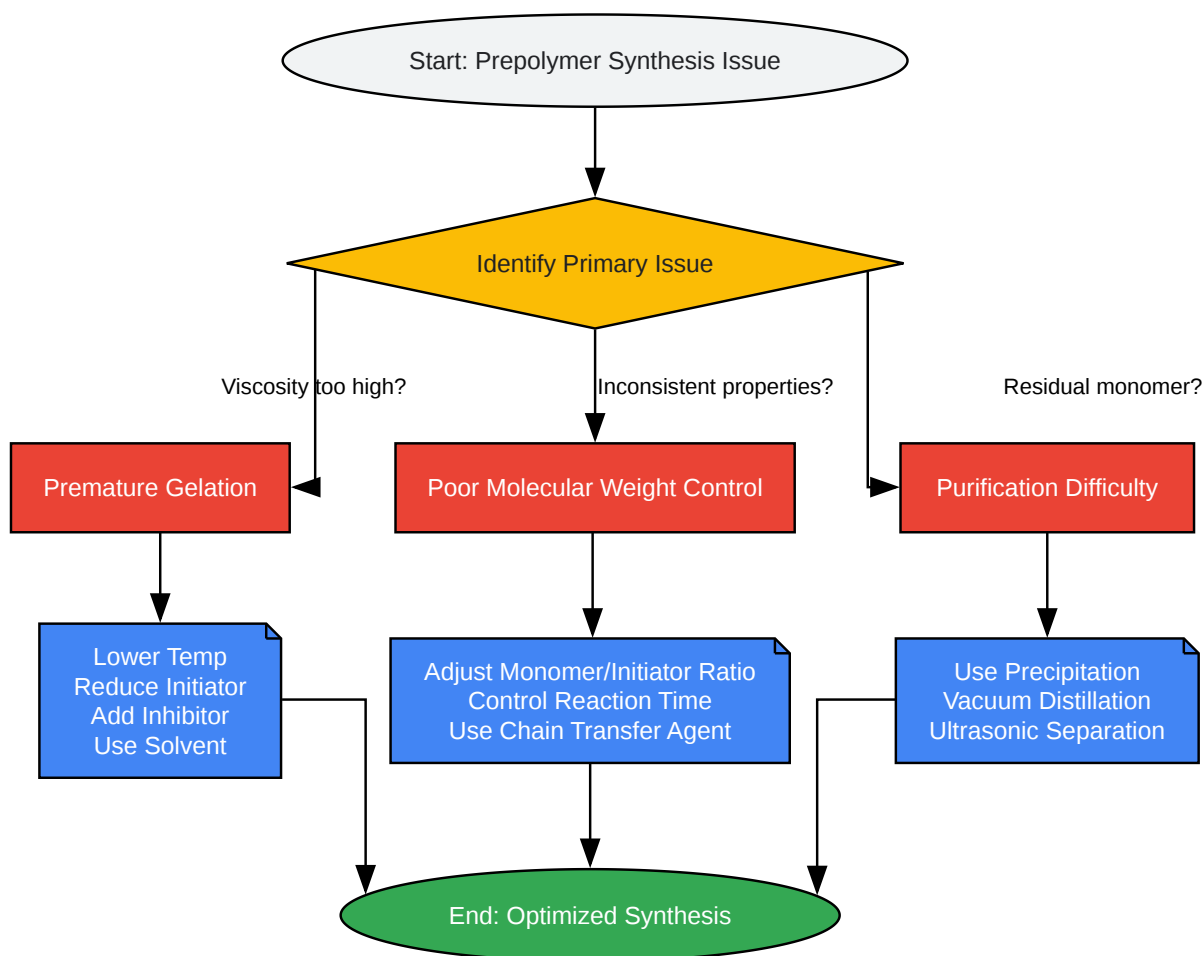 Start: Prepolymer Synthesis Issue
Identify Primary Issue
Viscosity too high?
Inconsistent properties?
Residual monomer?
Premature Gelation
Poor Molecular Weight Control
Purification Difficulty
Lower Temp
Reduce Initiator
Add Inhibitor
Use Solvent
Adjust Monomer/Initiator Ratio
Control Reaction Time
Use Chain Transfer Agent
Use Precipitation
Vacuum Distillation
Ultrasonic Separation
End: Optimized Synthesis